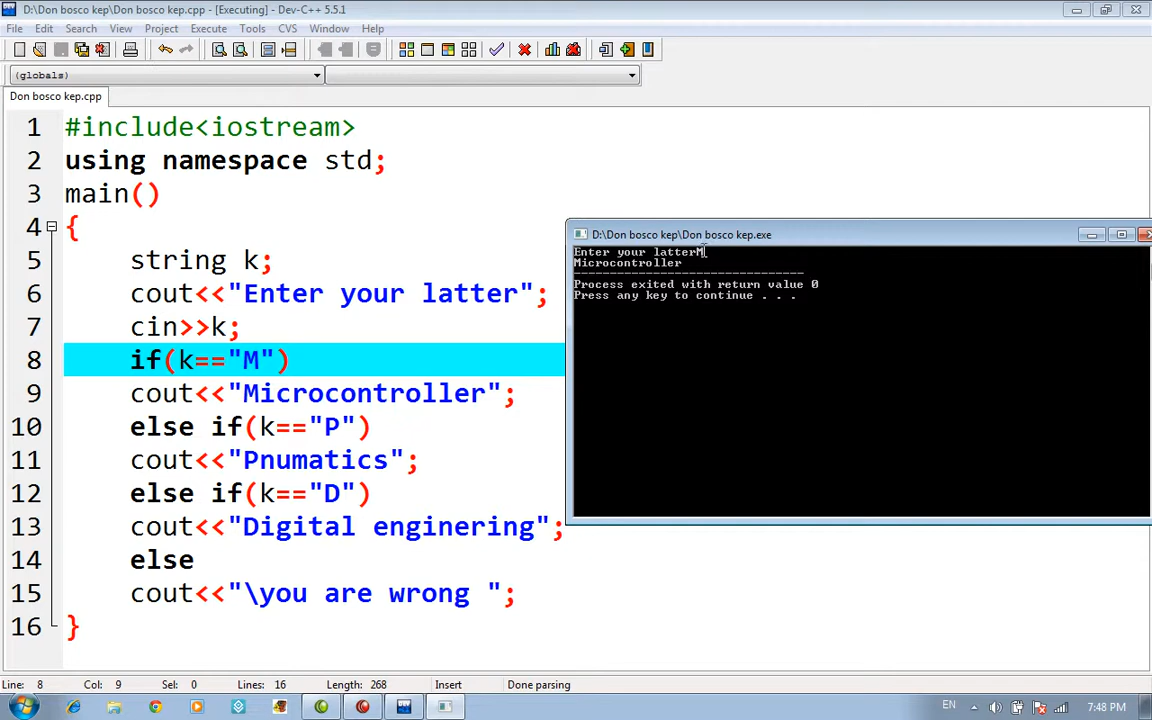 D:\Don bosco kep\Don bosco kep.cpp - [Executing] - Dev-C++ 5.5.1
File Edit Search View Project Execute Tools CVS Window Help
(globals)
Don bosco kep.cpp
1 #include<iostream>
2 using namespace std;
3 main()
4 {
5 string k;
6 cout<<"Enter your latter";
7 cin>>k;
8 if(k=="M")
9 cout<<"Microcontroller";
10 else if(k=="P")
11 cout<<"Pnumatics";
12 else if(k=="D")
13 cout<<"Digital enginering";
14 else
15 cout<<"\you are wrong ";
16 }
D:\Don bosco kep\Don bosco kep.exe
Enter your latterM
Microcontroller
--------------------------------
Process exited with return value 0
Press any key to continue . . .
Line: 8 Col: 9 Sel: 0 Lines: 16 Length: 268 Insert Done parsing
EN 7:48 PM